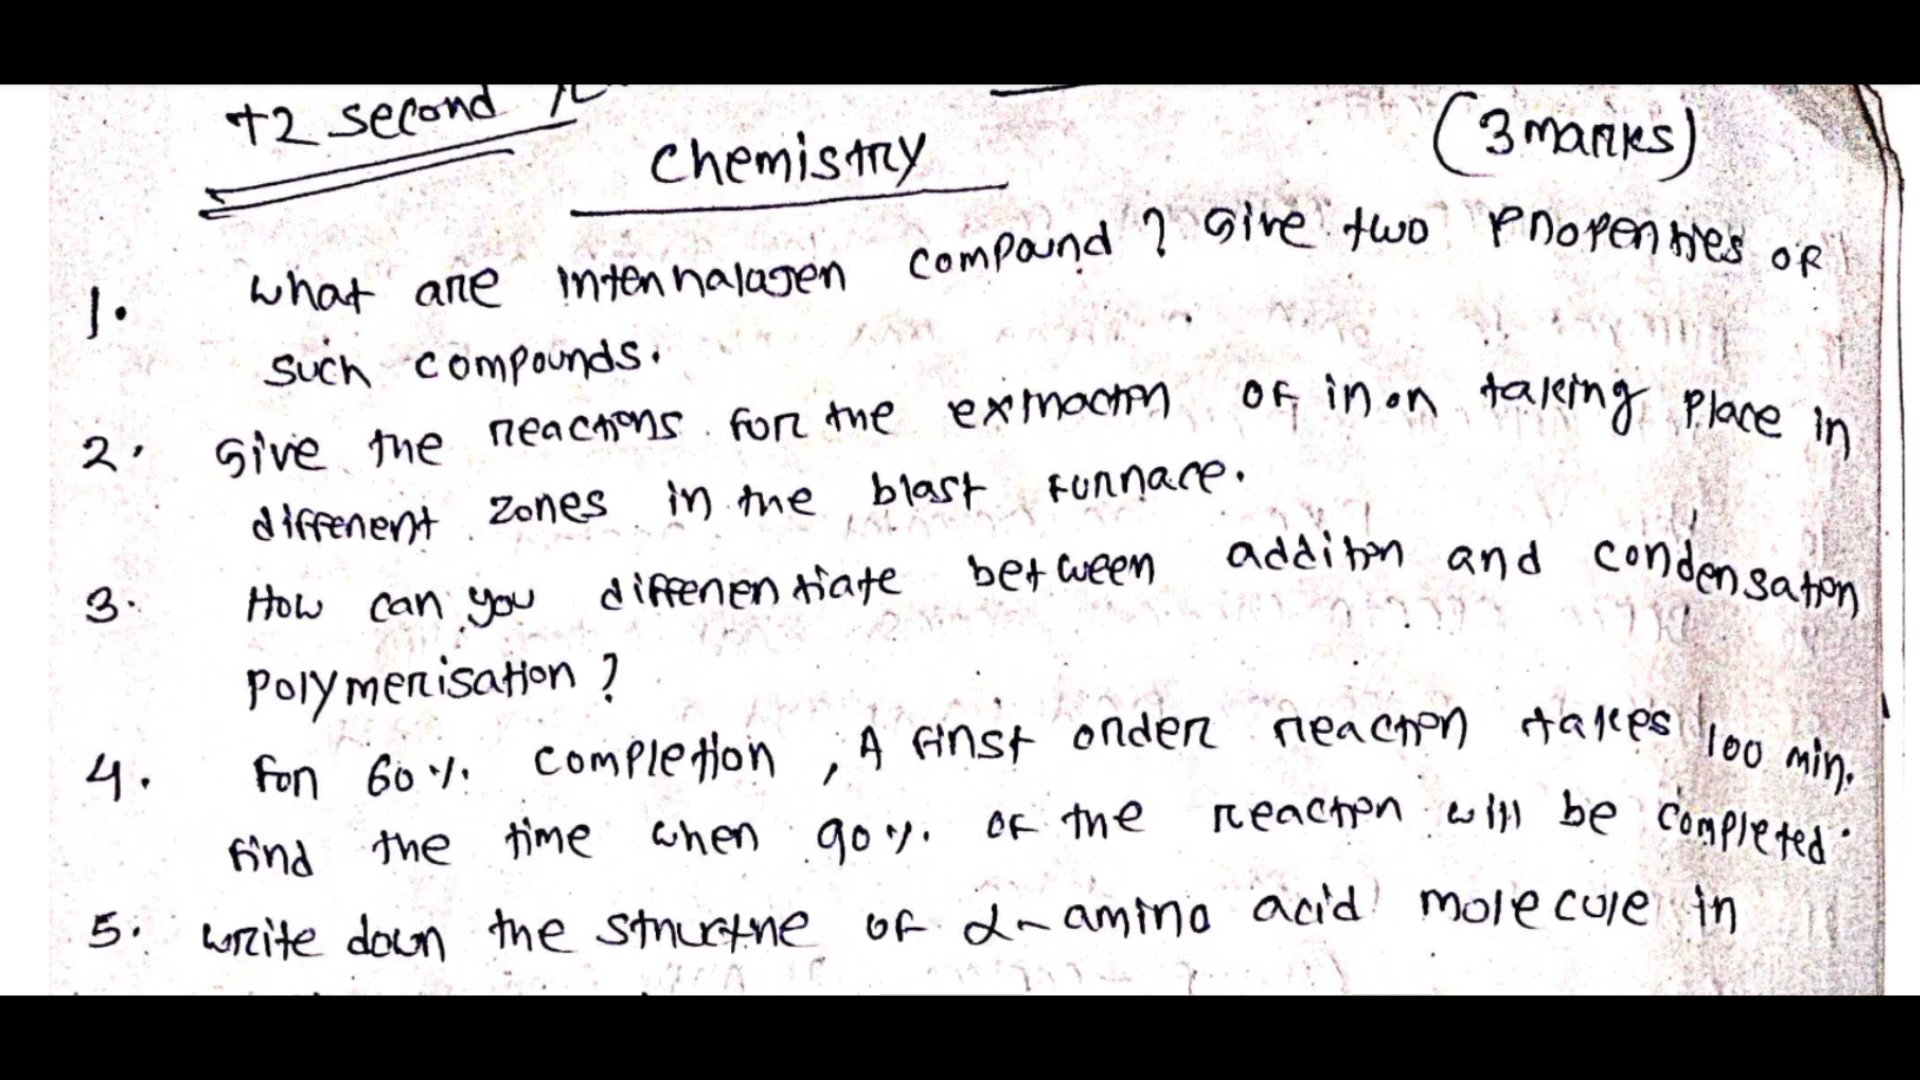 +2 second
Chemistry
(3 marks)
1. What are interhalagen compound ? Give two Properties of
such compounds.
2. Give the reactions for the extraction of iron taking place in
different zones in the blast furnace.
3. How can you differentiate between addition and condensation
polymerisation ?
4. For 60 %. completion , A first order reaction takes 100 min.
find the time when 90 %. of the reaction will be completed.
5. write down the structre of α- amino acid molecule in